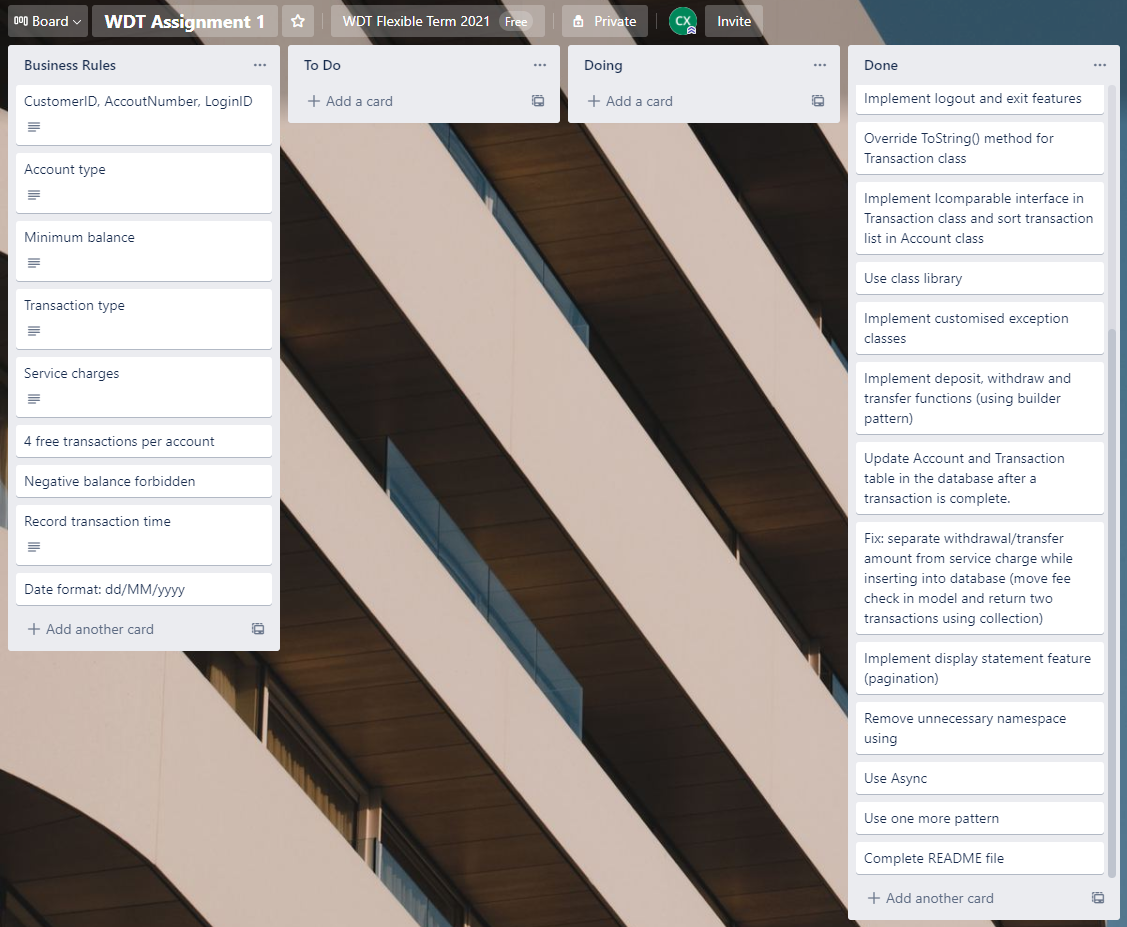 Board
WDT Assignment 1
WDT Flexible Term 2021 Free
Private
CX
Invite
Business Rules
CustomerID, AccoutNumber, LoginID
Account type
Minimum balance
Transaction type
Service charges
4 free transactions per account
Negative balance forbidden
Record transaction time
Date format: dd/MM/yyyy
+ Add another card
To Do
+ Add a card
Doing
+ Add a card
Done
Implement logout and exit features
Override ToString() method for
Transaction class
Implement Icomparable interface in
Transaction class and sort transaction
list in Account class
Use class library
Implement customised exception
classes
Implement deposit, withdraw and
transfer functions (using builder
pattern)
Update Account and Transaction
table in the database after a
transaction is complete.
Fix: separate withdrawal/transfer
amount from service charge while
inserting into database (move fee
check in model and return two
transactions using collection)
Implement display statement feature
(pagination)
Remove unnecessary namespace
using
Use Async
Use one more pattern
Complete README file
+ Add another card